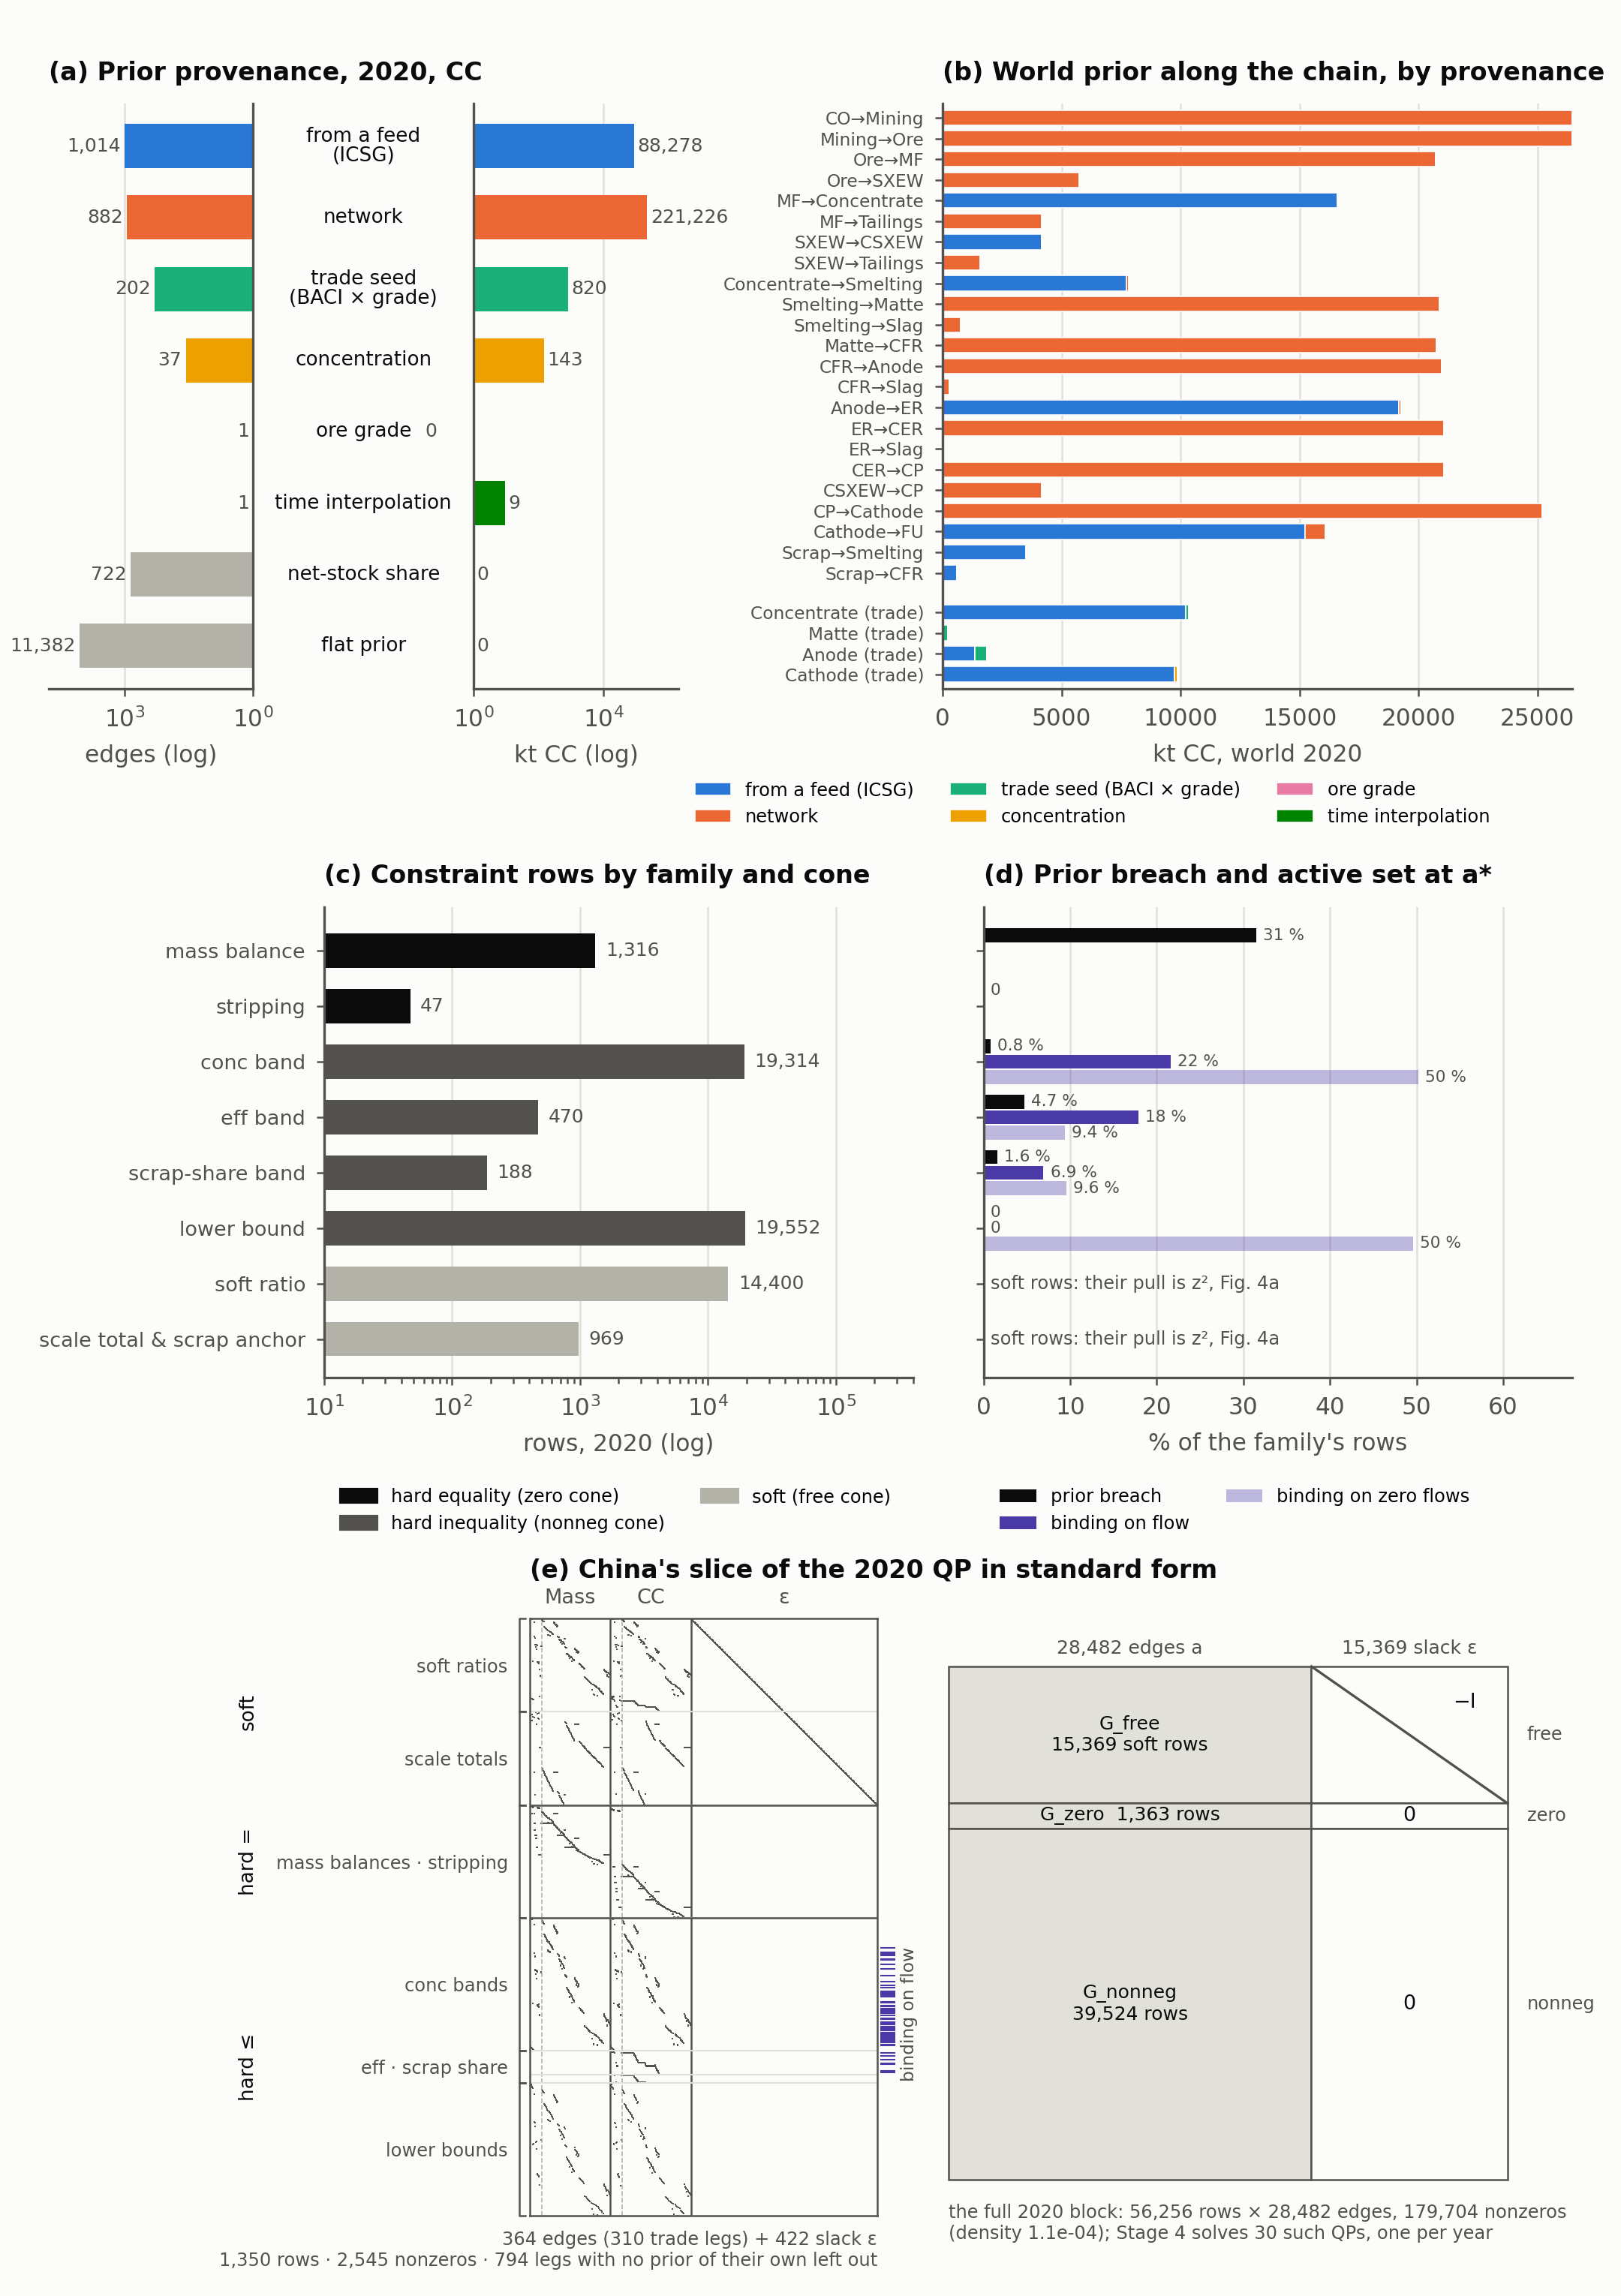 (a) Prior provenance, 2020, CC
1,014
from a feed
(ICSG)
88,278
882
network
221,226
202
trade seed
(BACI × grade)
820
37
concentration
143
1
ore grade
0
1
time interpolation
9
722
net-stock share
0
11,382
flat prior
0
10³ 10⁰
edges (log)
10⁰ 10⁴
kt CC (log)
(b) World prior along the chain, by provenance
CO→Mining
Mining→Ore
Ore→MF
Ore→SXEW
MF→Concentrate
MF→Tailings
SXEW→CSXEW
SXEW→Tailings
Concentrate→Smelting
Smelting→Matte
Smelting→Slag
Matte→CFR
CFR→Anode
CFR→Slag
Anode→ER
ER→CER
ER→Slag
CER→CP
CSXEW→CP
CP→Cathode
Cathode→FU
Scrap→Smelting
Scrap→CFR
Concentrate (trade)
Matte (trade)
Anode (trade)
Cathode (trade)
0 5000 10000 15000 20000 25000
kt CC, world 2020
from a feed (ICSG)
network
trade seed (BACI × grade)
concentration
ore grade
time interpolation
(c) Constraint rows by family and cone
mass balance
1,316
stripping
47
conc band
19,314
eff band
470
scrap-share band
188
lower bound
19,552
soft ratio
14,400
scale total & scrap anchor
969
10¹ 10² 10³ 10⁴ 10⁵
rows, 2020 (log)
hard equality (zero cone)
hard inequality (nonneg cone)
soft (free cone)
(d) Prior breach and active set at a*
31 %
0
0.8 %
22 %
50 %
4.7 %
18 %
9.4 %
1.6 %
6.9 %
9.6 %
0
0
50 %
soft rows: their pull is z², Fig. 4a
soft rows: their pull is z², Fig. 4a
0 10 20 30 40 50 60
% of the family's rows
prior breach
binding on flow
binding on zero flows
(e) China's slice of the 2020 QP in standard form
Mass CC ε
soft
soft ratios
scale totals
hard =
mass balances · stripping
hard ≤
conc bands
eff · scrap share
lower bounds
binding on flow
364 edges (310 trade legs) + 422 slack ε
1,350 rows · 2,545 nonzeros · 794 legs with no prior of their own left out
28,482 edges a
15,369 slack ε
G_free
15,369 soft rows
−I
free
G_zero 1,363 rows
0
zero
G_nonneg
39,524 rows
0
nonneg
the full 2020 block: 56,256 rows × 28,482 edges, 179,704 nonzeros
(density 1.1e-04); Stage 4 solves 30 such QPs, one per year